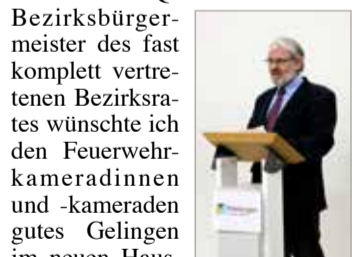 Bezirksbürger-
meister des fast
komplett vertre-
tenen Bezirksra-
tes wünschte ich
den Feuerwehr-
kameradinnen
und -kameraden
gutes Gelingen
im neuen Haus-